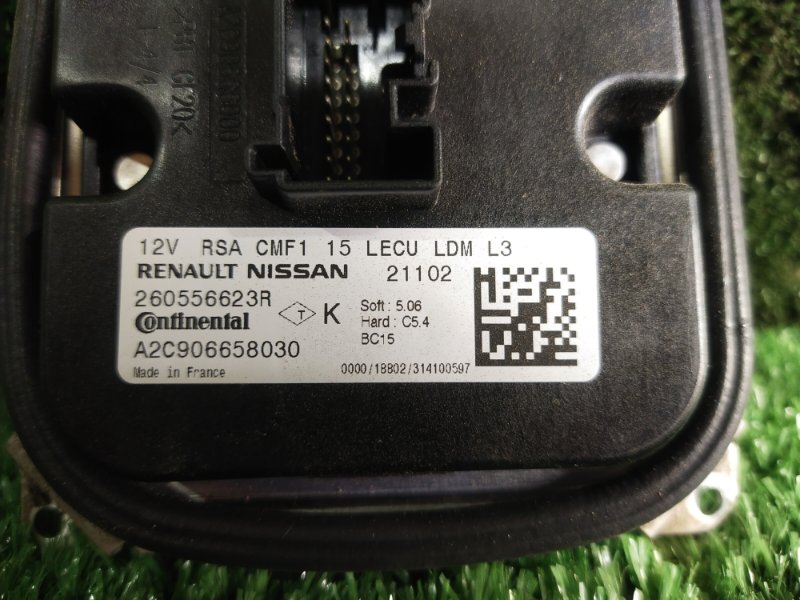 12V RSA CMF1 15 LECU LDM L3
RENAULT NISSAN 21102
260556623R
Continental T K
Soft : 5.06
Hard : C5.4
BC15
A2C906658030
Made in France
0000/18802/314100597